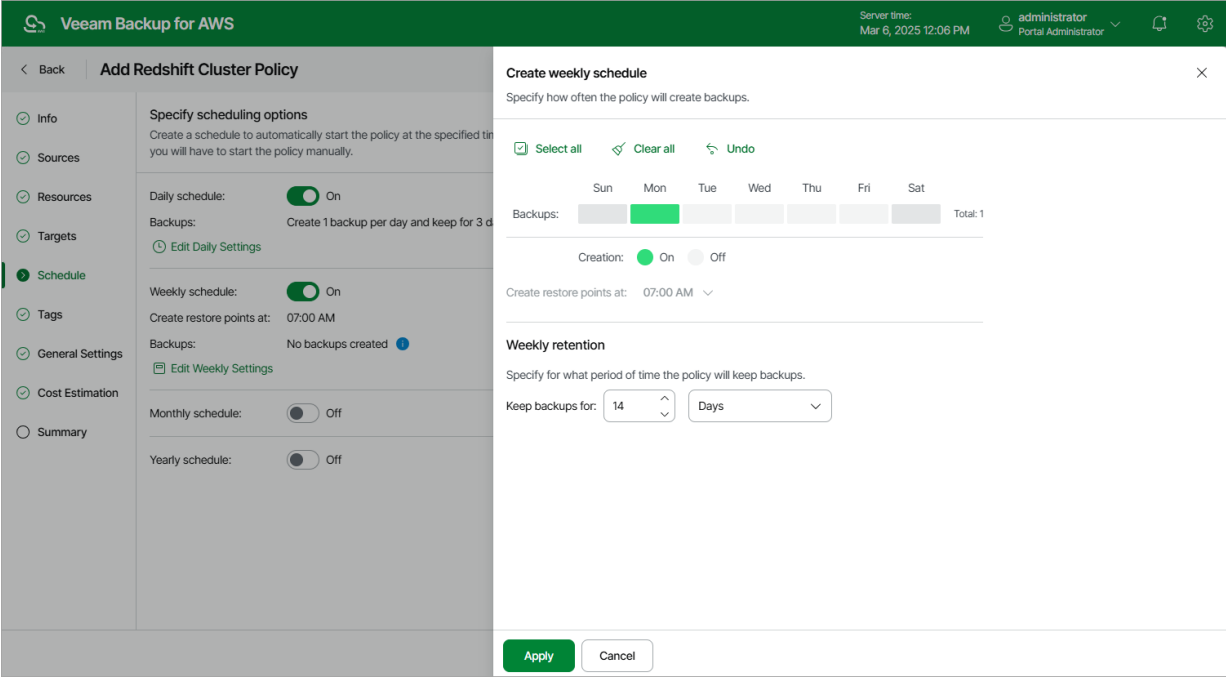 Veeam Backup for AWS
Server time:
Mar 6, 2025 12:06 PM
administrator
Portal Administrator
Back
Add Redshift Cluster Policy
Info
Sources
Resources
Targets
Schedule
Tags
General Settings
Cost Estimation
Summary
Specify scheduling options
Create a schedule to automatically start the policy at the specified
you will have to start the policy manually.
Daily schedule: On
Backups: Create 1 backup per day and keep for 3
Edit Daily Settings
Weekly schedule: On
Create restore points at: 07:00 AM
Backups: No backups created
Edit Weekly Settings
Monthly schedule: Off
Yearly schedule: Off
Create weekly schedule
Specify how often the policy will create backups.
Select all Clear all Undo
Sun Mon Tue Wed Thu Fri Sat
Backups: Total: 1
Creation: On Off
Create restore points at: 07:00 AM
Weekly retention
Specify for what period of time the policy will keep backups.
Keep backups for: 14 Days
Apply Cancel